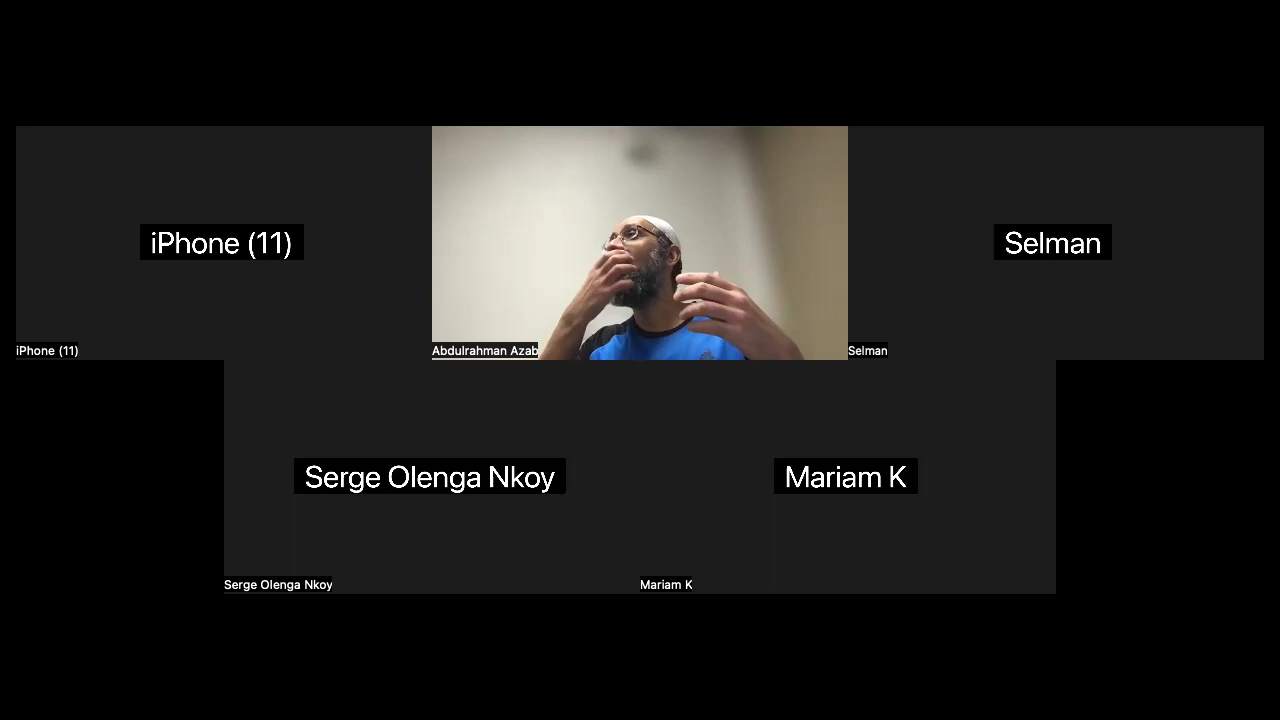 iPhone (11)
Selman
iPhone (11)
Abdulrahman Azab
Selman
Serge Olenga Nkoy
Mariam K
Serge Olenga Nkoy
Mariam K